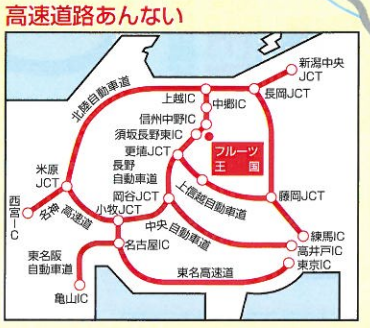 高速道路あんない
新潟中央
JCT
上越IC
長岡JCT
中郷IC
北陸自動車道
信州中野IC
須坂長野東IC
フルーツ
王国
更埴JCT
米原
JCT
長野
自動車道
上信越自動車道
岡谷JCT
藤岡JCT
西宮IC
名神高速道
小牧JCT
中央自動車道
練馬IC
高井戸IC
東京IC
名古屋IC
東名阪
自動車道
東名高速道
亀山IC